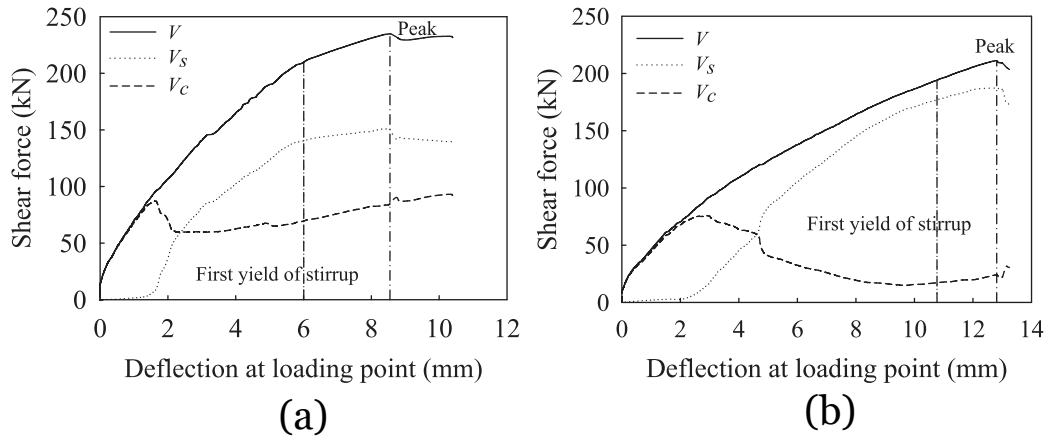 250
200
150
100
50
0
Shear force (kN)
V
Vs
Vc
Peak
First yield of stirrup
0 2 4 6 8 10 12
Deflection at loading point (mm)
(a)
250
200
150
100
50
0
Shear force (kN)
V
Vs
Vc
Peak
First yield of stirrup
0 2 4 6 8 10 12 14
Deflection at loading point (mm)
(b)